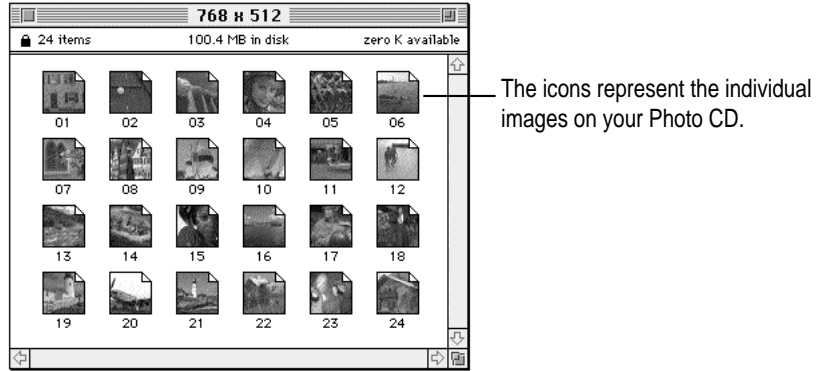 768 x 512
24 items 100.4 MB in disk zero K available
01 02 03 04 05 06
07 08 09 10 11 12
13 14 15 16 17 18
19 20 21 22 23 24
The icons represent the individual
images on your Photo CD.